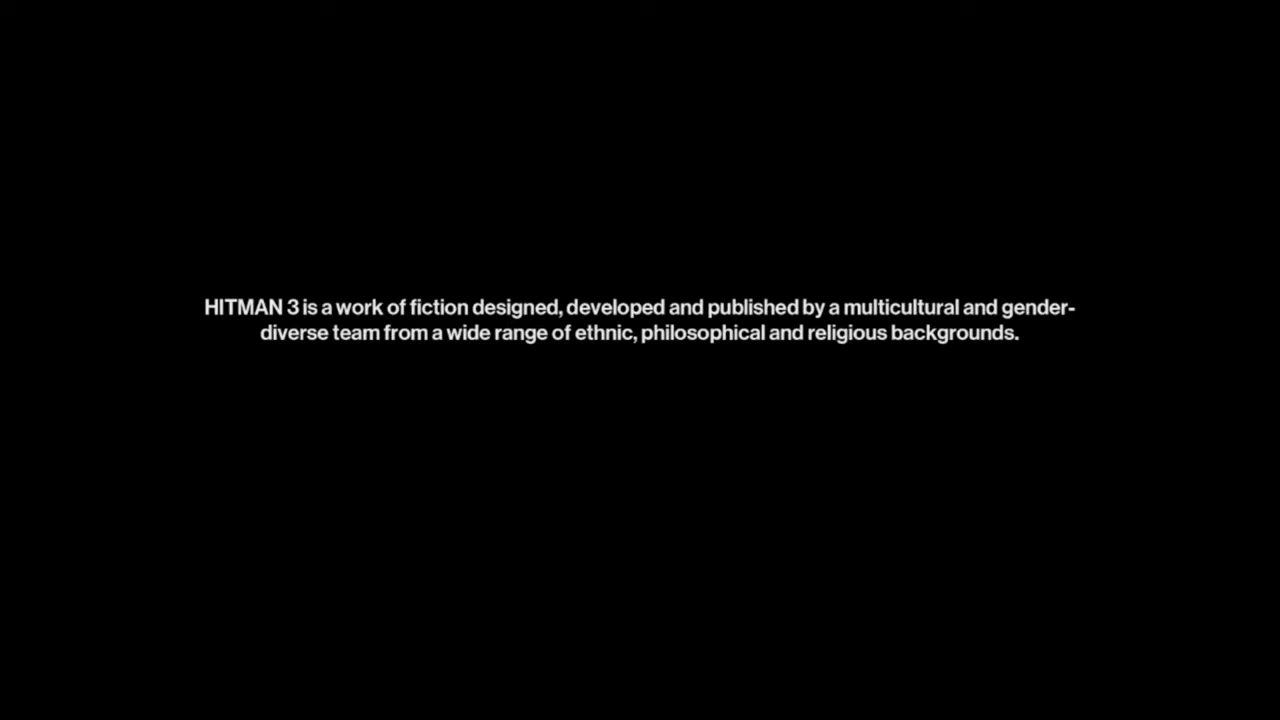 HITMAN 3 is a work of fiction designed, developed and published by a multicultural and gender-
diverse team from a wide range of ethnic, philosophical and religious backgrounds.